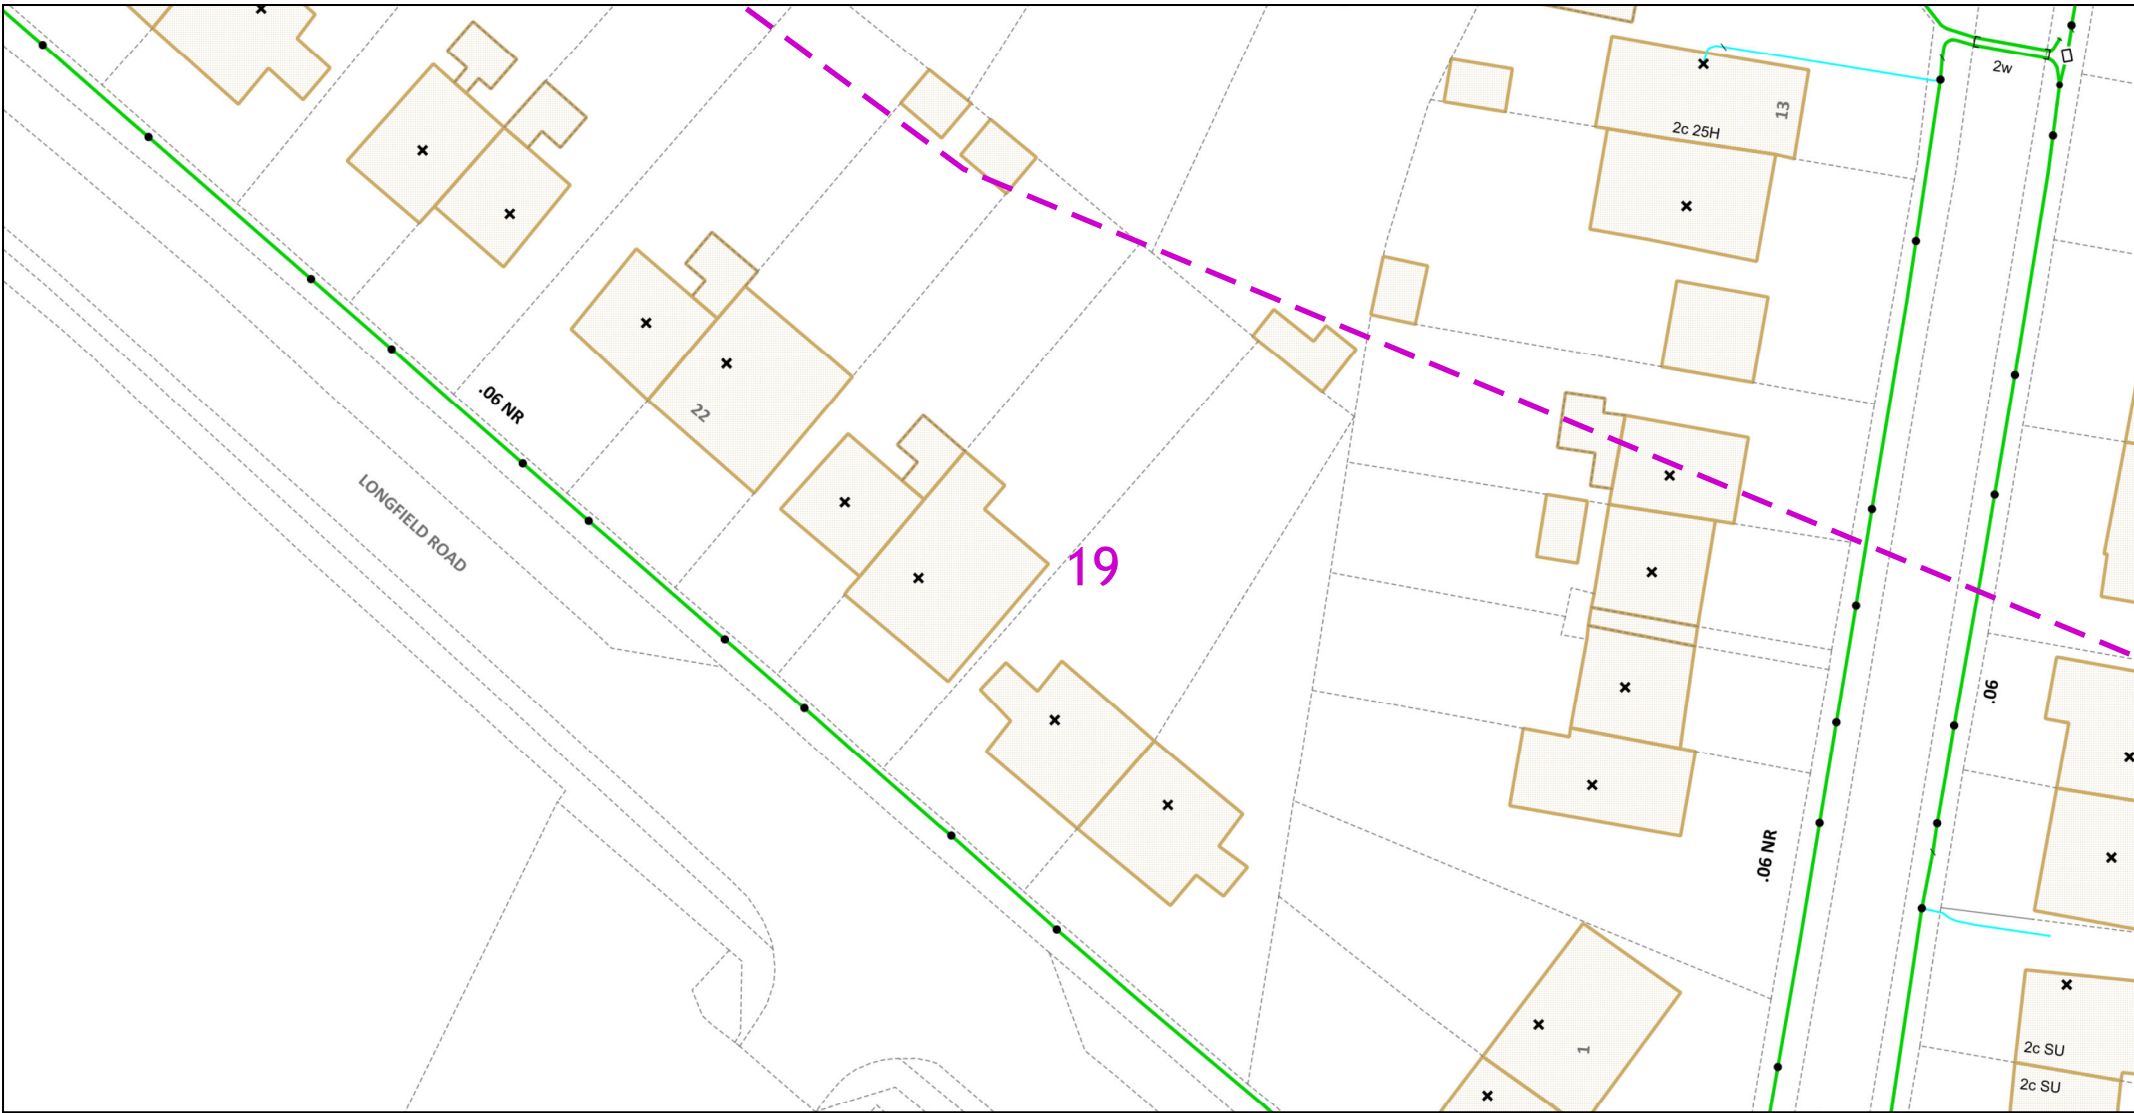 2w
13
2c 25H
.06 NR
22
LONGFIELD ROAD
19
.06
.06 NR
1
2c SU
2c SU